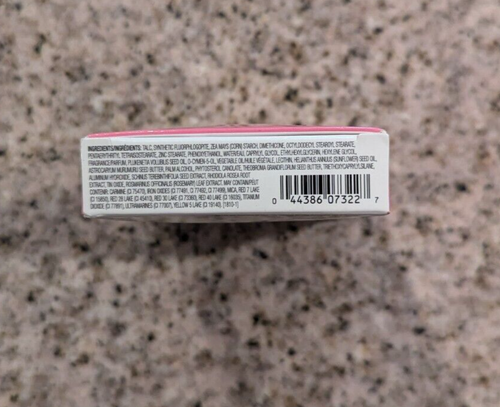 INGREDIENTS/INGRÉDIENTS: TALC, SYNTHETIC FLUORPHLOGOPITE, ZEA MAYS (CORN) STARCH, DIMETHICONE, OCTYLDODECYL STEAROYL STEARATE,
PENTAERYTHRITYL TETRAISOSTEARATE, ZINC STEARATE, PHENOXYETHANOL, WATER/EAU, CAPRYLYL GLYCOL, ETHYLHEXYLGLYCERIN, HEXYLENE GLYCOL,
FRAGRANCE/PARFUM, PLUKENETIA VOLUBILIS SEED OIL, O-CYMEN-5-OL, VEGETABLE OIL/HUILE VÉGÉTALE, LECITHIN, HELIANTHUS ANNUUS (SUNFLOWER) SEED OIL,
ASTROCARYUM MURUMURU SEED BUTTER, PALM ALCOHOL, PHYTOSTEROL CANOLATE, THEOBROMA GRANDIFLORUM SEED BUTTER, TRIETHOXYCAPRYLYLSILANE,
ALUMINUM HYDROXIDE, SCHINUS TEREBINTHIFOLIA SEED EXTRACT, RHODIOLA ROSEA ROOT
EXTRACT, TIN OXIDE, ROSMARINUS OFFICINALIS (ROSEMARY) LEAF EXTRACT. MAY CONTAIN/PEUT
CONTENIR: CARMINE (CI 75470), IRON OXIDES (CI 77491, CI 77492, CI 77499), MICA, RED 7 LAKE
(CI 15850), RED 28 LAKE (CI 45410), RED 30 LAKE (CI 73360), RED 40 LAKE (CI 16035), TITANIUM
DIOXIDE (CI 77891), ULTRAMARINES (CI 77007), YELLOW 5 LAKE (CI 19140). [1810-1]
0 44386 07322 7